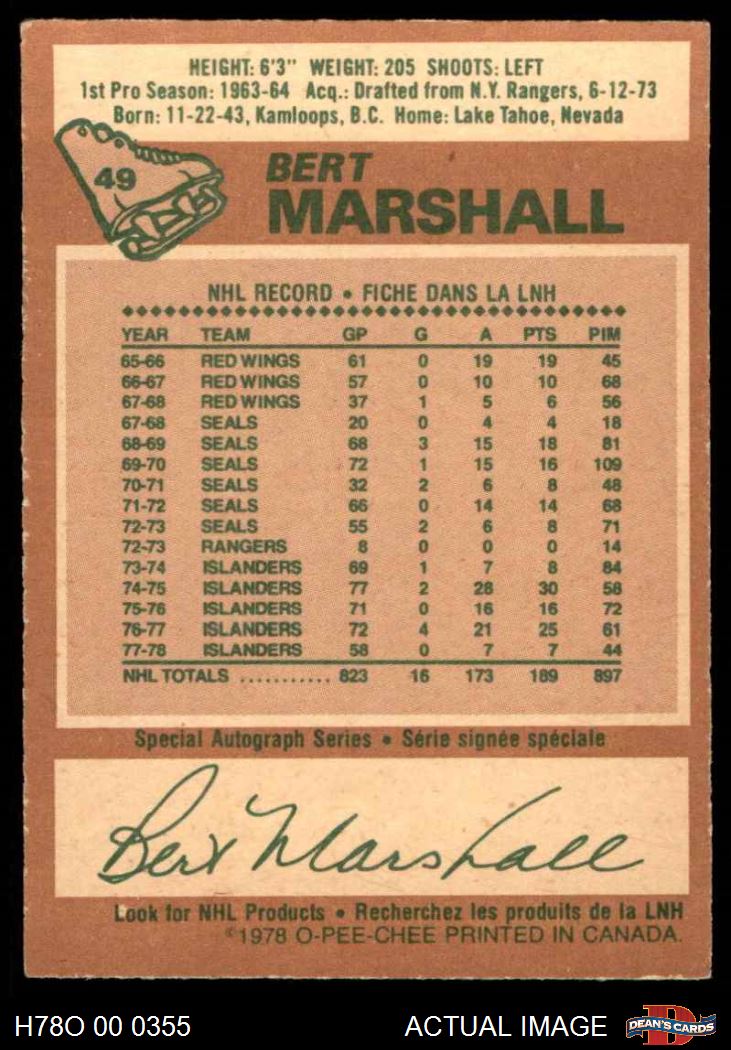 HEIGHT: 6'3" WEIGHT: 205 SHOOTS: LEFT
1st Pro Season: 1963-64 Acq.: Drafted from N.Y. Rangers, 6-12-73
Born: 11-22-43, Kamloops, B.C. Home: Lake Tahoe, Nevada
49
BERT
MARSHALL
NHL RECORD • FICHE DANS LA LNH
YEAR TEAM GP G A PTS PIM
65-66 RED WINGS 61 0 19 19 45
66-67 RED WINGS 57 0 10 10 68
67-68 RED WINGS 37 1 5 6 56
67-68 SEALS 20 0 4 4 18
68-69 SEALS 68 3 15 18 81
69-70 SEALS 72 1 15 16 109
70-71 SEALS 32 2 6 8 48
71-72 SEALS 66 0 14 14 68
72-73 SEALS 55 2 6 8 71
72-73 RANGERS 8 0 0 0 14
73-74 ISLANDERS 69 1 7 8 84
74-75 ISLANDERS 77 2 28 30 58
75-76 ISLANDERS 71 0 16 16 72
76-77 ISLANDERS 72 4 21 25 61
77-78 ISLANDERS 58 0 7 7 44
NHL TOTALS ........... 823 16 173 189 897
Special Autograph Series • Série signée spéciale
Bert Marshall
Look for NHL Products • Recherchez les produits de la LNH
©1978 O-PEE-CHEE PRINTED IN CANADA.
H78O 00 0355 ACTUAL IMAGE D DEAN'S CARDS